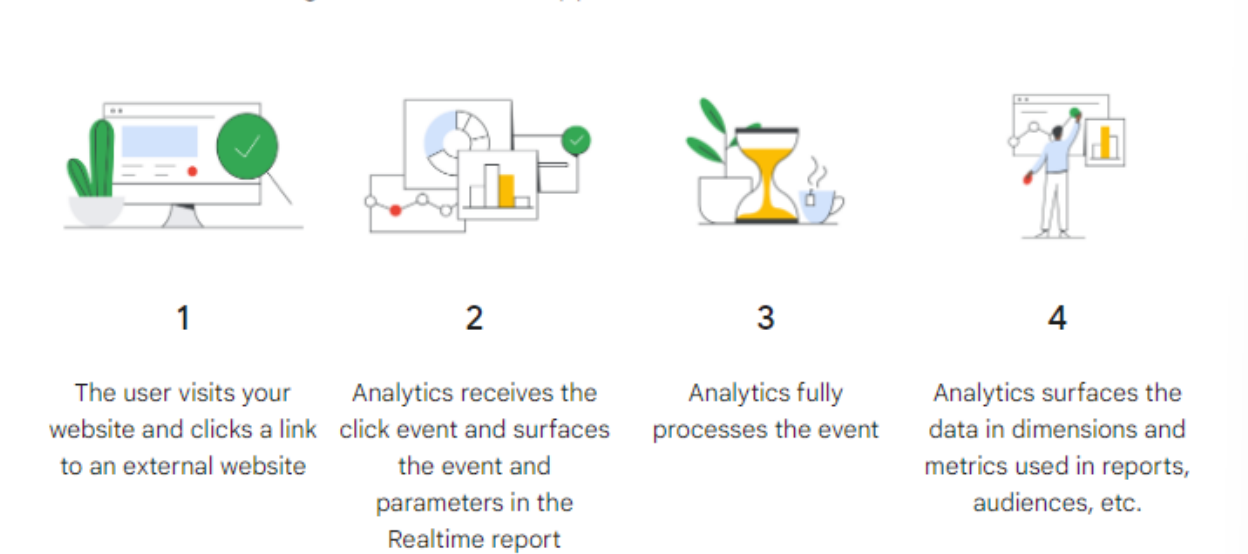 1
The user visits your
website and clicks a link
to an external website
2
Analytics receives the
click event and surfaces
the event and
parameters in the
Realtime report
3
Analytics fully
processes the event
4
Analytics surfaces the
data in dimensions and
metrics used in reports,
audiences, etc.